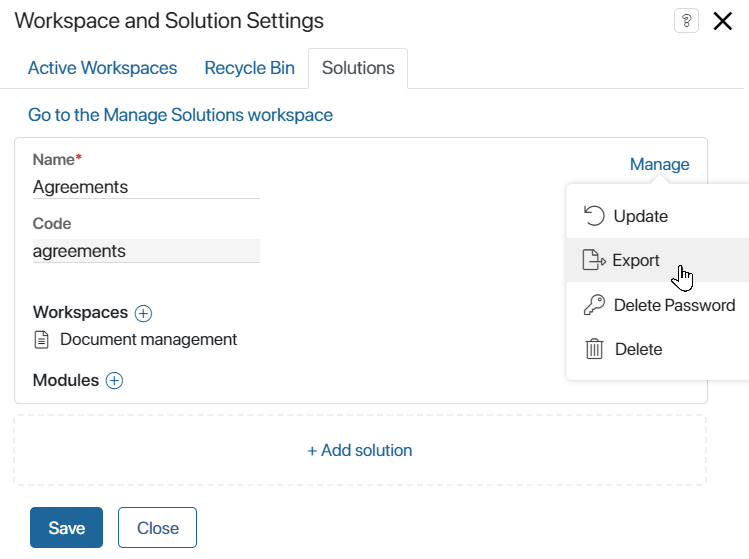 Workspace and Solution Settings
?
Active Workspaces
Recycle Bin
Solutions
Go to the Manage Solutions workspace
Name*
Manage
Agreements
Update
Code
Export
agreements
Delete Password
Workspaces
Document management
Delete
Modules
+ Add solution
Save
Close